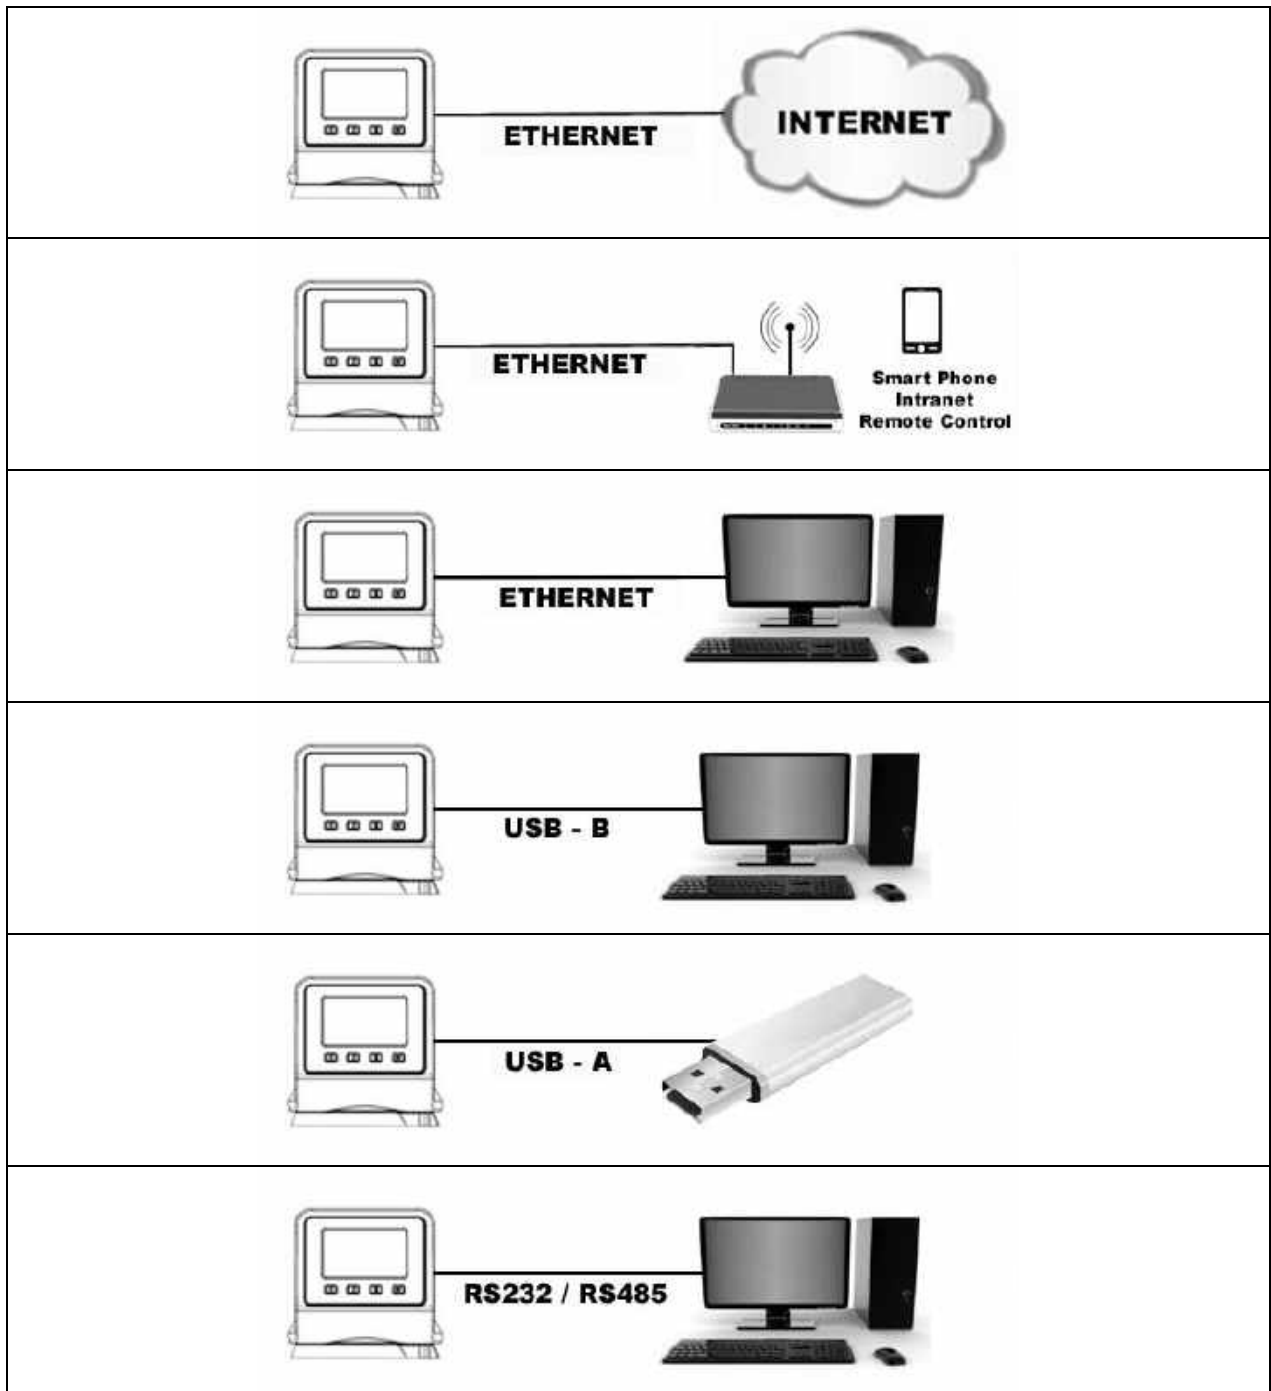 ETHERNET
INTERNET
ETHERNET
Smart Phone
Intranet
Remote Control
ETHERNET
USB - B
USB - A
RS232 / RS485